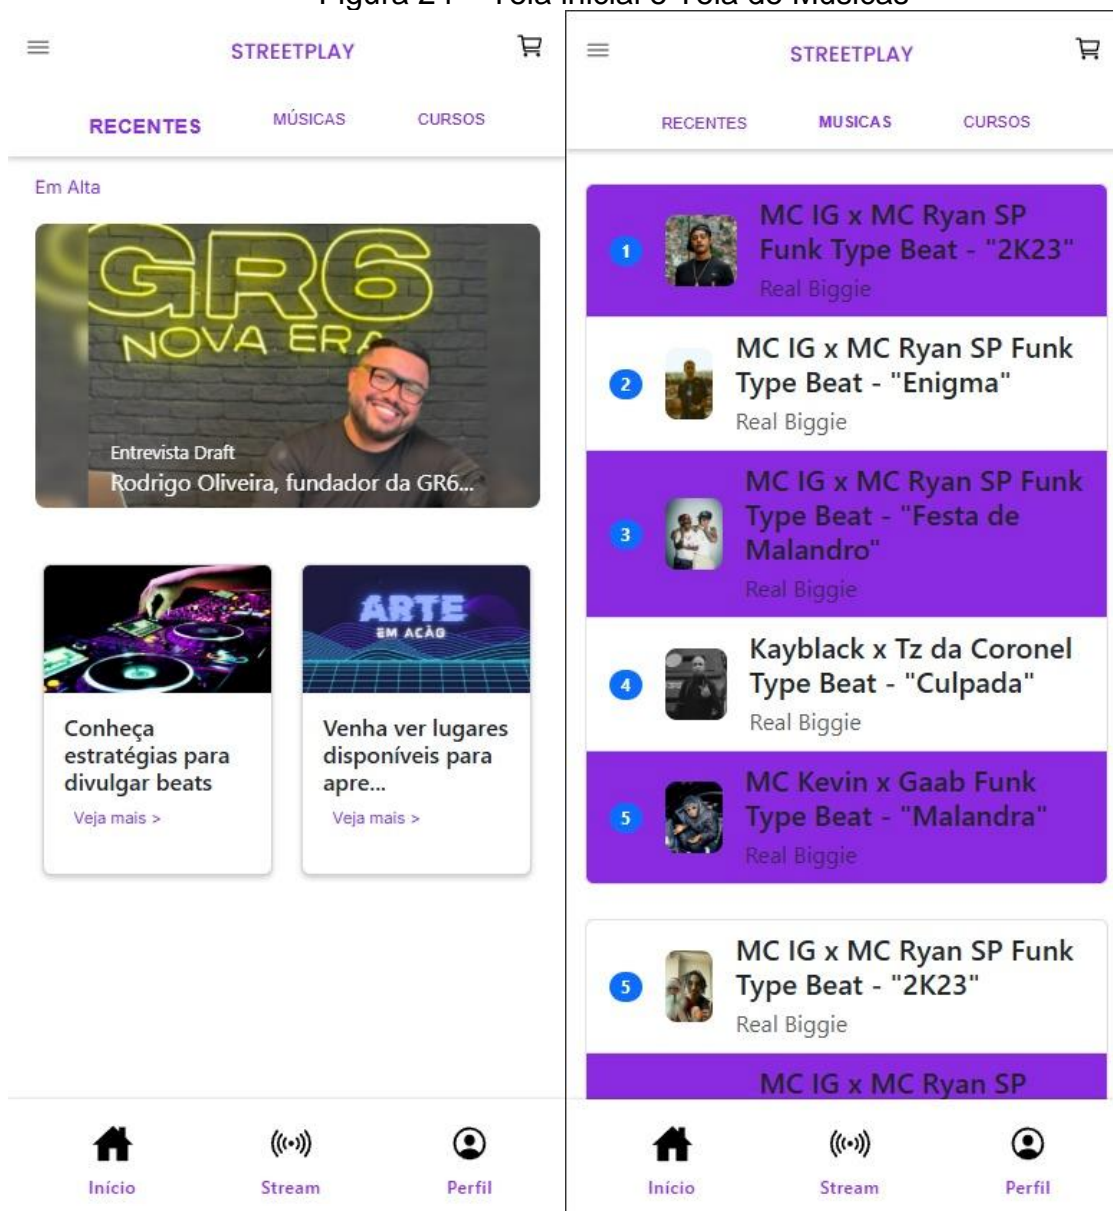 Figura 24 – Tela inicial e Tela de Músicas
STREETPLAY
RECENTES
MÚSICAS
CURSOS
Em Alta
GR6
NOVA ERA
Entrevista Draft
Rodrigo Oliveira, fundador da GR6...
ARTE
EM AÇÃO
Conheça
estratégias para
divulgar beats
Veja mais >
Venha ver lugares
disponíveis para
apre...
Veja mais >
Início
Stream
Perfil
STREETPLAY
RECENTES
MUSICAS
CURSOS
1
MC IG x MC Ryan SP
Funk Type Beat - "2K23"
Real Biggie
2
MC IG x MC Ryan SP Funk
Type Beat - "Enigma"
Real Biggie
3
MC IG x MC Ryan SP Funk
Type Beat - "Festa de
Malandro"
Real Biggie
4
Kayblack x Tz da Coronel
Type Beat - "Culpada"
Real Biggie
5
MC Kevin x Gaab Funk
Type Beat - "Malandra"
Real Biggie
5
MC IG x MC Ryan SP Funk
Type Beat - "2K23"
Real Biggie
MC IG x MC Ryan SP
Início
Stream
Perfil